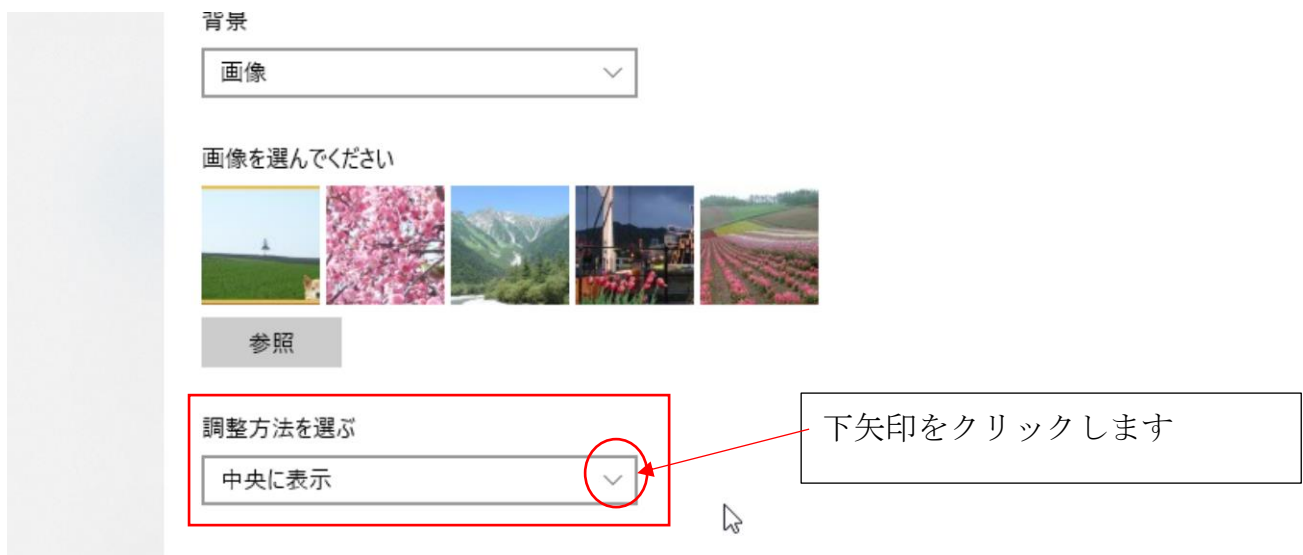 背景
画像
画像を選んでください
参照
調整方法を選ぶ
中央に表示
下矢印をクリックします